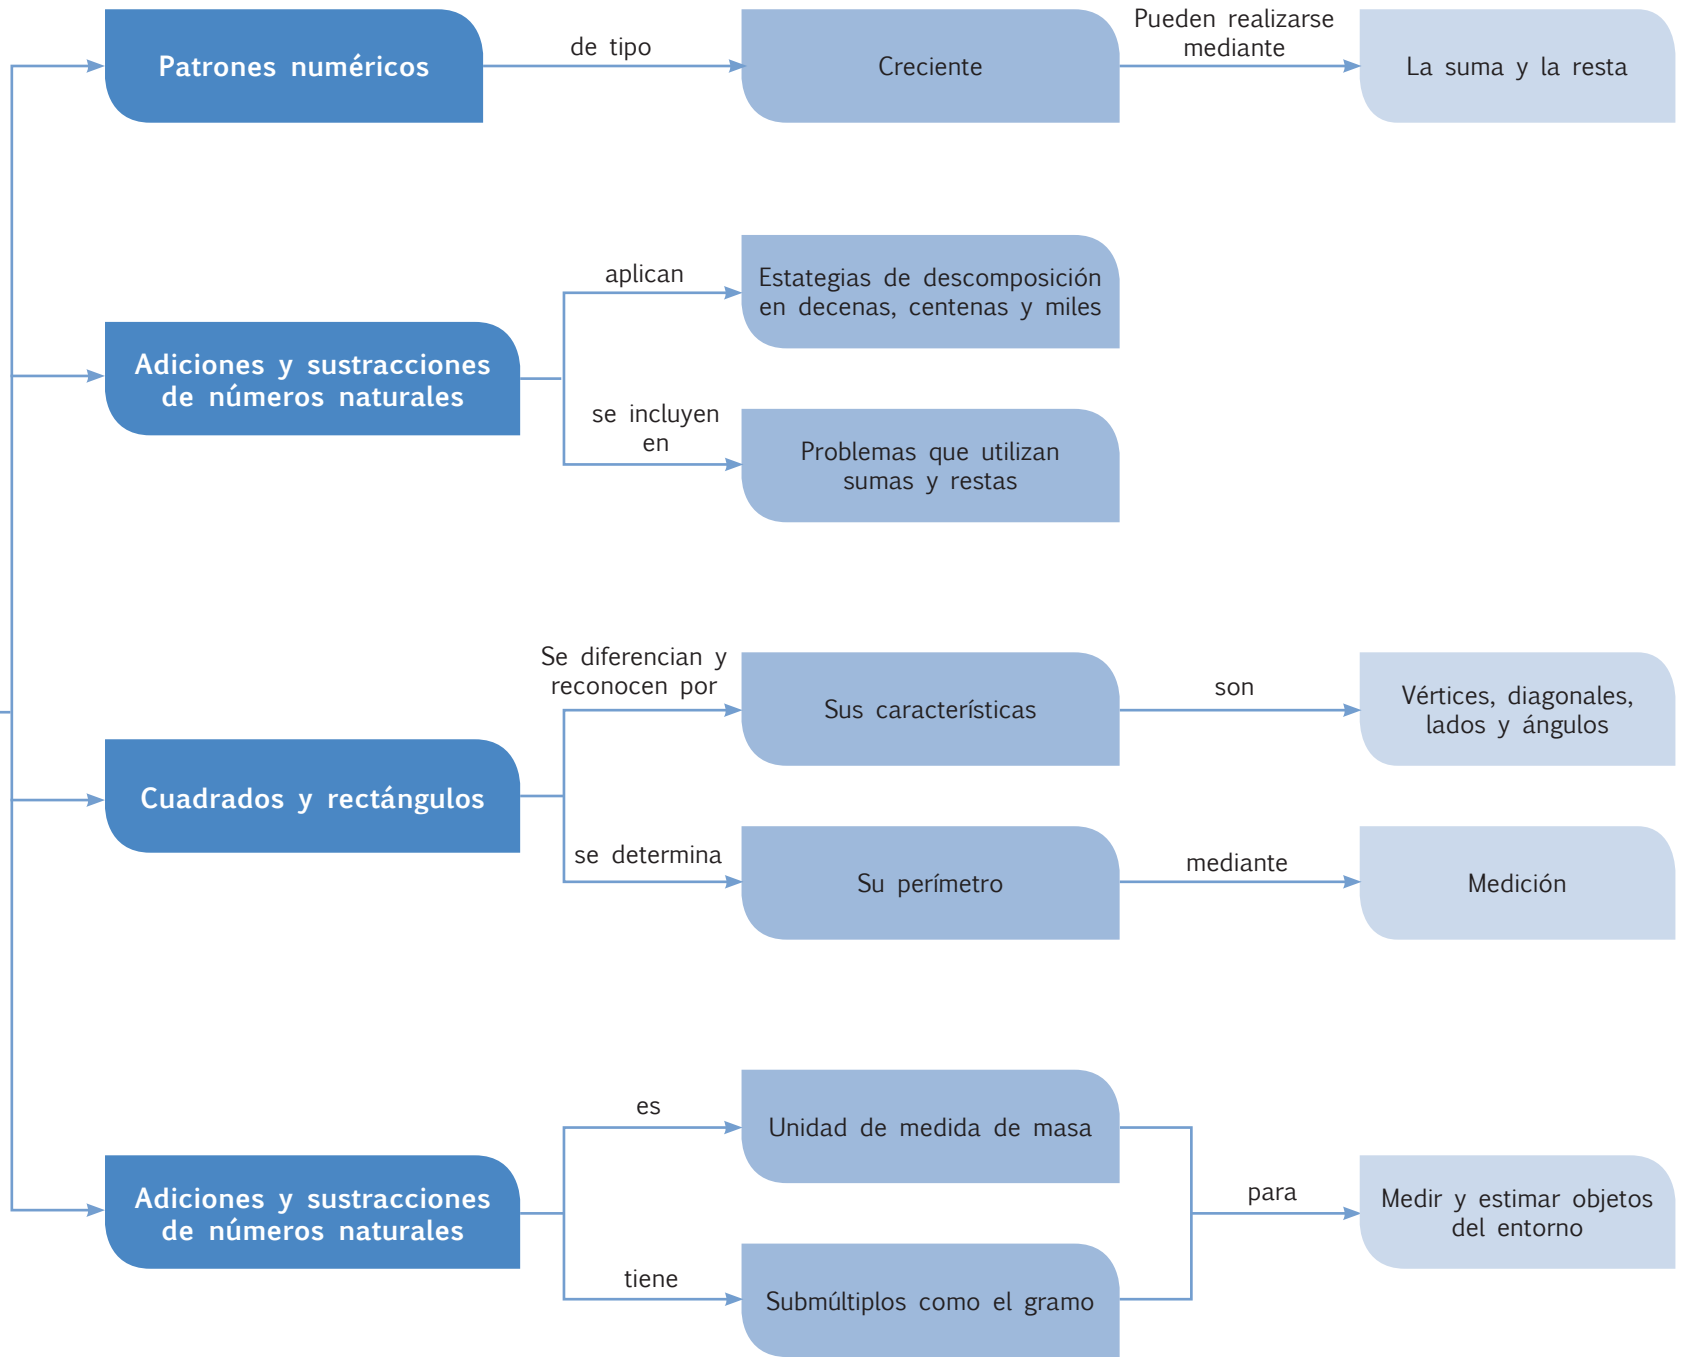 Patrones numéricos
de tipo
Creciente
Pueden realizarse
mediante
La suma y la resta
Adiciones y sustracciones
de números naturales
aplican
Estategias de descomposición
en decenas, centenas y miles
se incluyen
en
Problemas que utilizan
sumas y restas
Cuadrados y rectángulos
Se diferencian y
reconocen por
Sus características
son
Vértices, diagonales,
lados y ángulos
se determina
Su perímetro
mediante
Medición
Adiciones y sustracciones
de números naturales
es
Unidad de medida de masa
tiene
Submúltiplos como el gramo
para
Medir y estimar objetos
del entorno